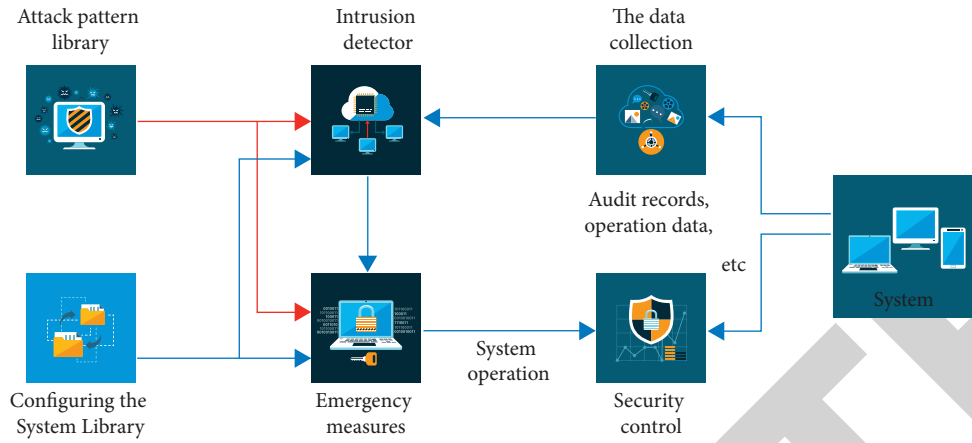 Attack pattern
library
Intrusion
detector
The data
collection
Audit records,
operation data,
etc
System
System
operation
Configuring the
System Library
Emergency
measures
Security
control